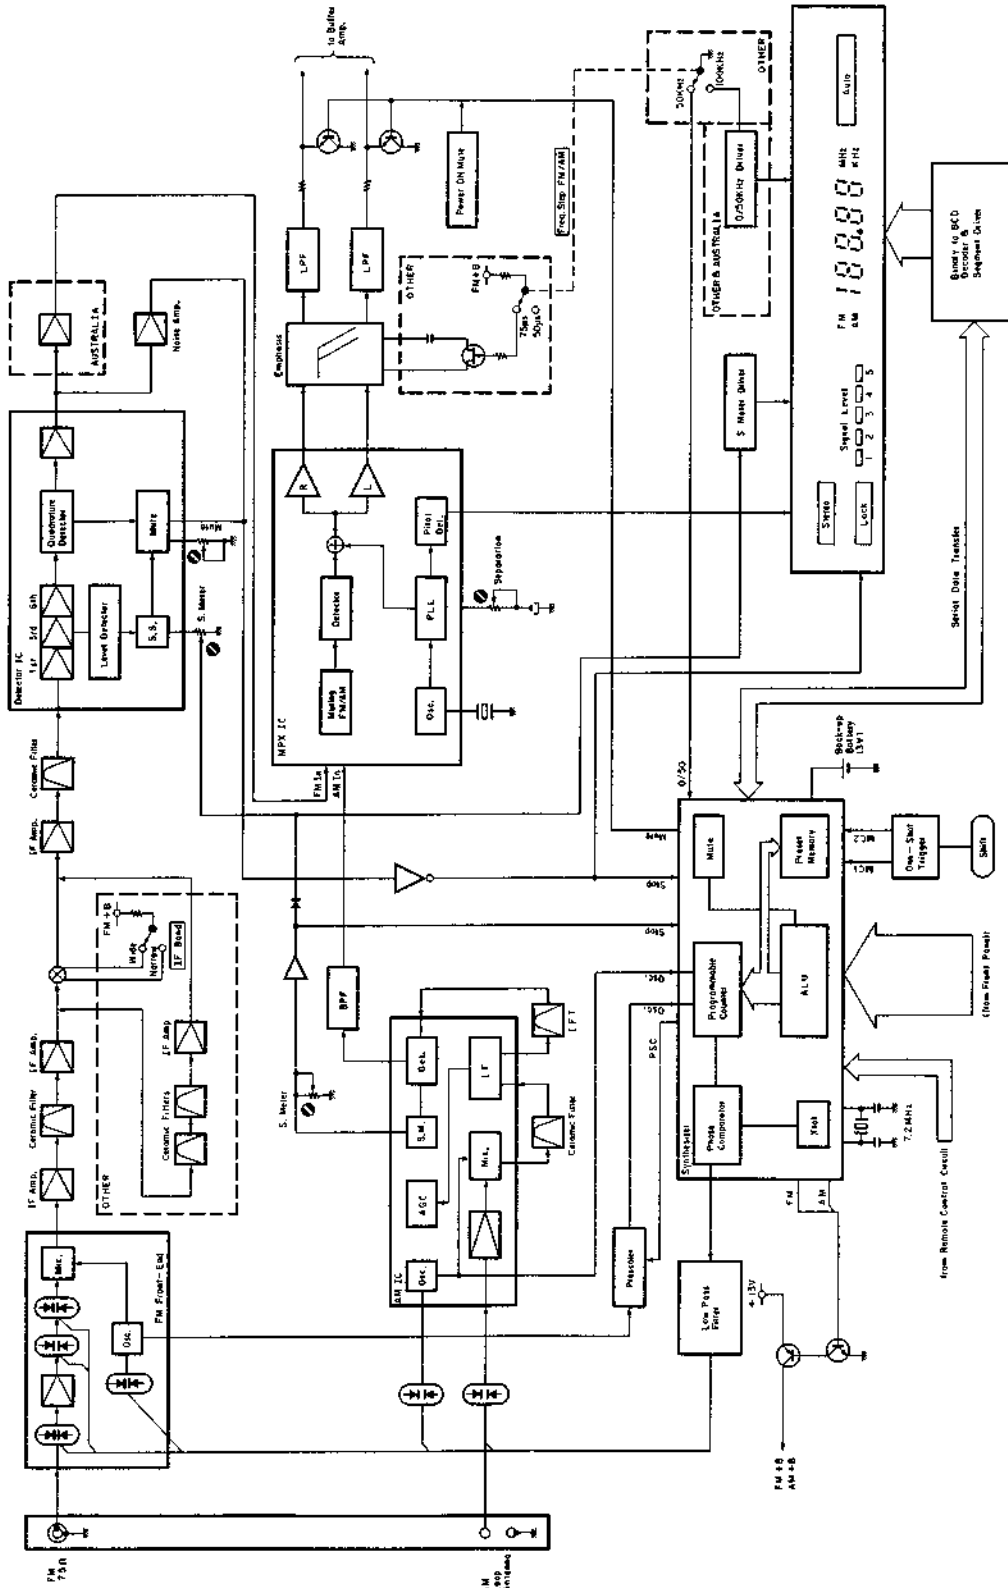 FM
75Ω
FM Front-End
Mix.
Osc.
IF Amp.
Ceramic Filter
IF Amp.
OTHER
Ceramic Filters
IF Amp
FM+B
Wide
Narrow
IF Band
IF Amp.
Ceramic Filter
Detector IC
1st
3rd
6th
Level Detector
S.S.
S. Meter
Quadrature
Detector
Mute
Mute
AUSTRALIA
Noise Amp.
AM IC
Osc.
AGC
S.M.
Det.
Mix.
I F
Ceramic Filter
I F T
S. Meter
BPF
FM In
AM In
MPX IC
Muting
FM/AM
Detector
Osc.
P.L.L.
Pilot
Det.
Separation
R
L
Emphasis
LPF
LPF
to Buffer
Amp.
OTHER
FM+B
75μs
50μs
Power ON Mute
Freq. Step FM/AM
Prescaler
PSC
Osc.
Osc.
Stop
Stop
Mute
0/50
Low Pass
Filter
+13V
FM+B
AM+B
Synthesizer
Phase Comparator
Programmable
Counter
Mute
Xtal
ALU
Preset
Memory
FM
AM
7.2MHz
from Remote Control Circuit
(from Front Panel)
MC1
MC2
One-Shot
Trigger
Shift
Back-up
Battery
(3V)
Serial Data Transfer
S Meter Driver
OTHER & AUSTRALIA
0/50KHz Driver
50KHz
100KHz
OTHER
Stereo
Lock
Signal Level
1 2 3 4 5
FM
AM
MHz
KHz
Auto
Binary to BCD
Decoder &
Segment Driver